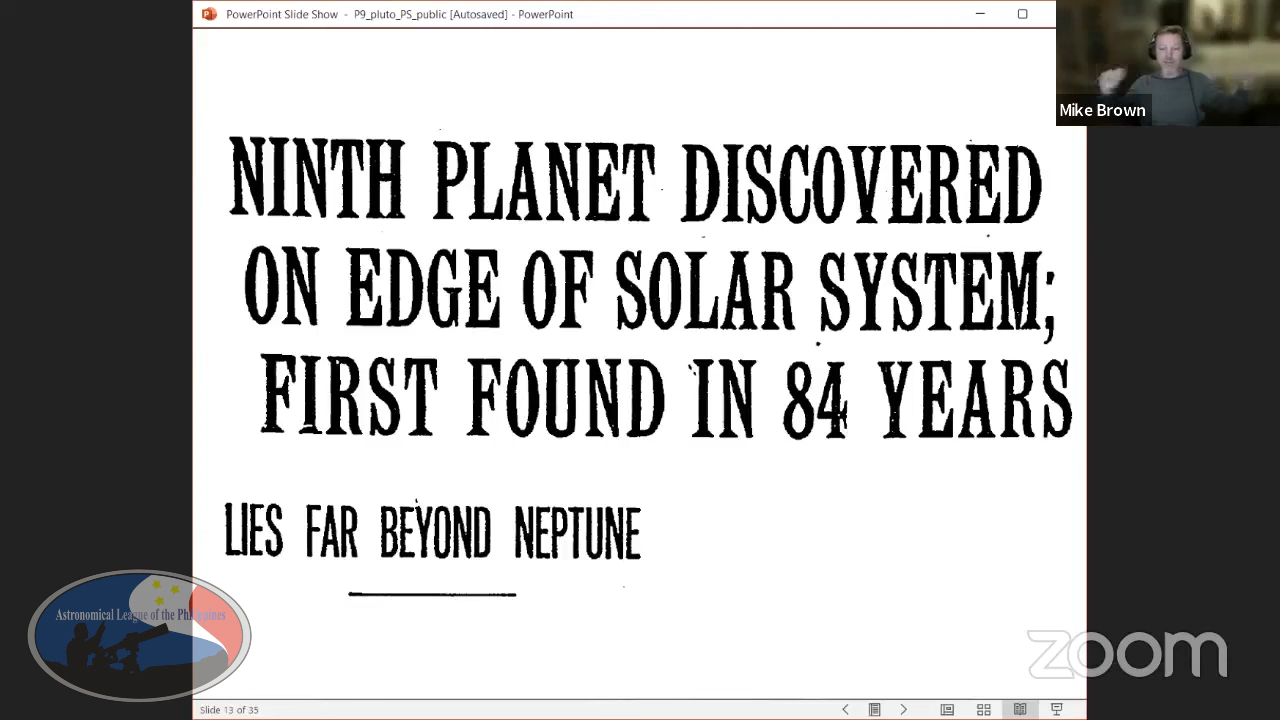 PowerPoint Slide Show - P9_pluto_PS_public [Autosaved] - PowerPoint
Mike Brown
NINTH PLANET DISCOVERED
ON EDGE OF SOLAR SYSTEM;
FIRST FOUND IN 84 YEARS
LIES FAR BEYOND NEPTUNE
Astronomical League of the Philippines
zoom
Slide 13 of 35